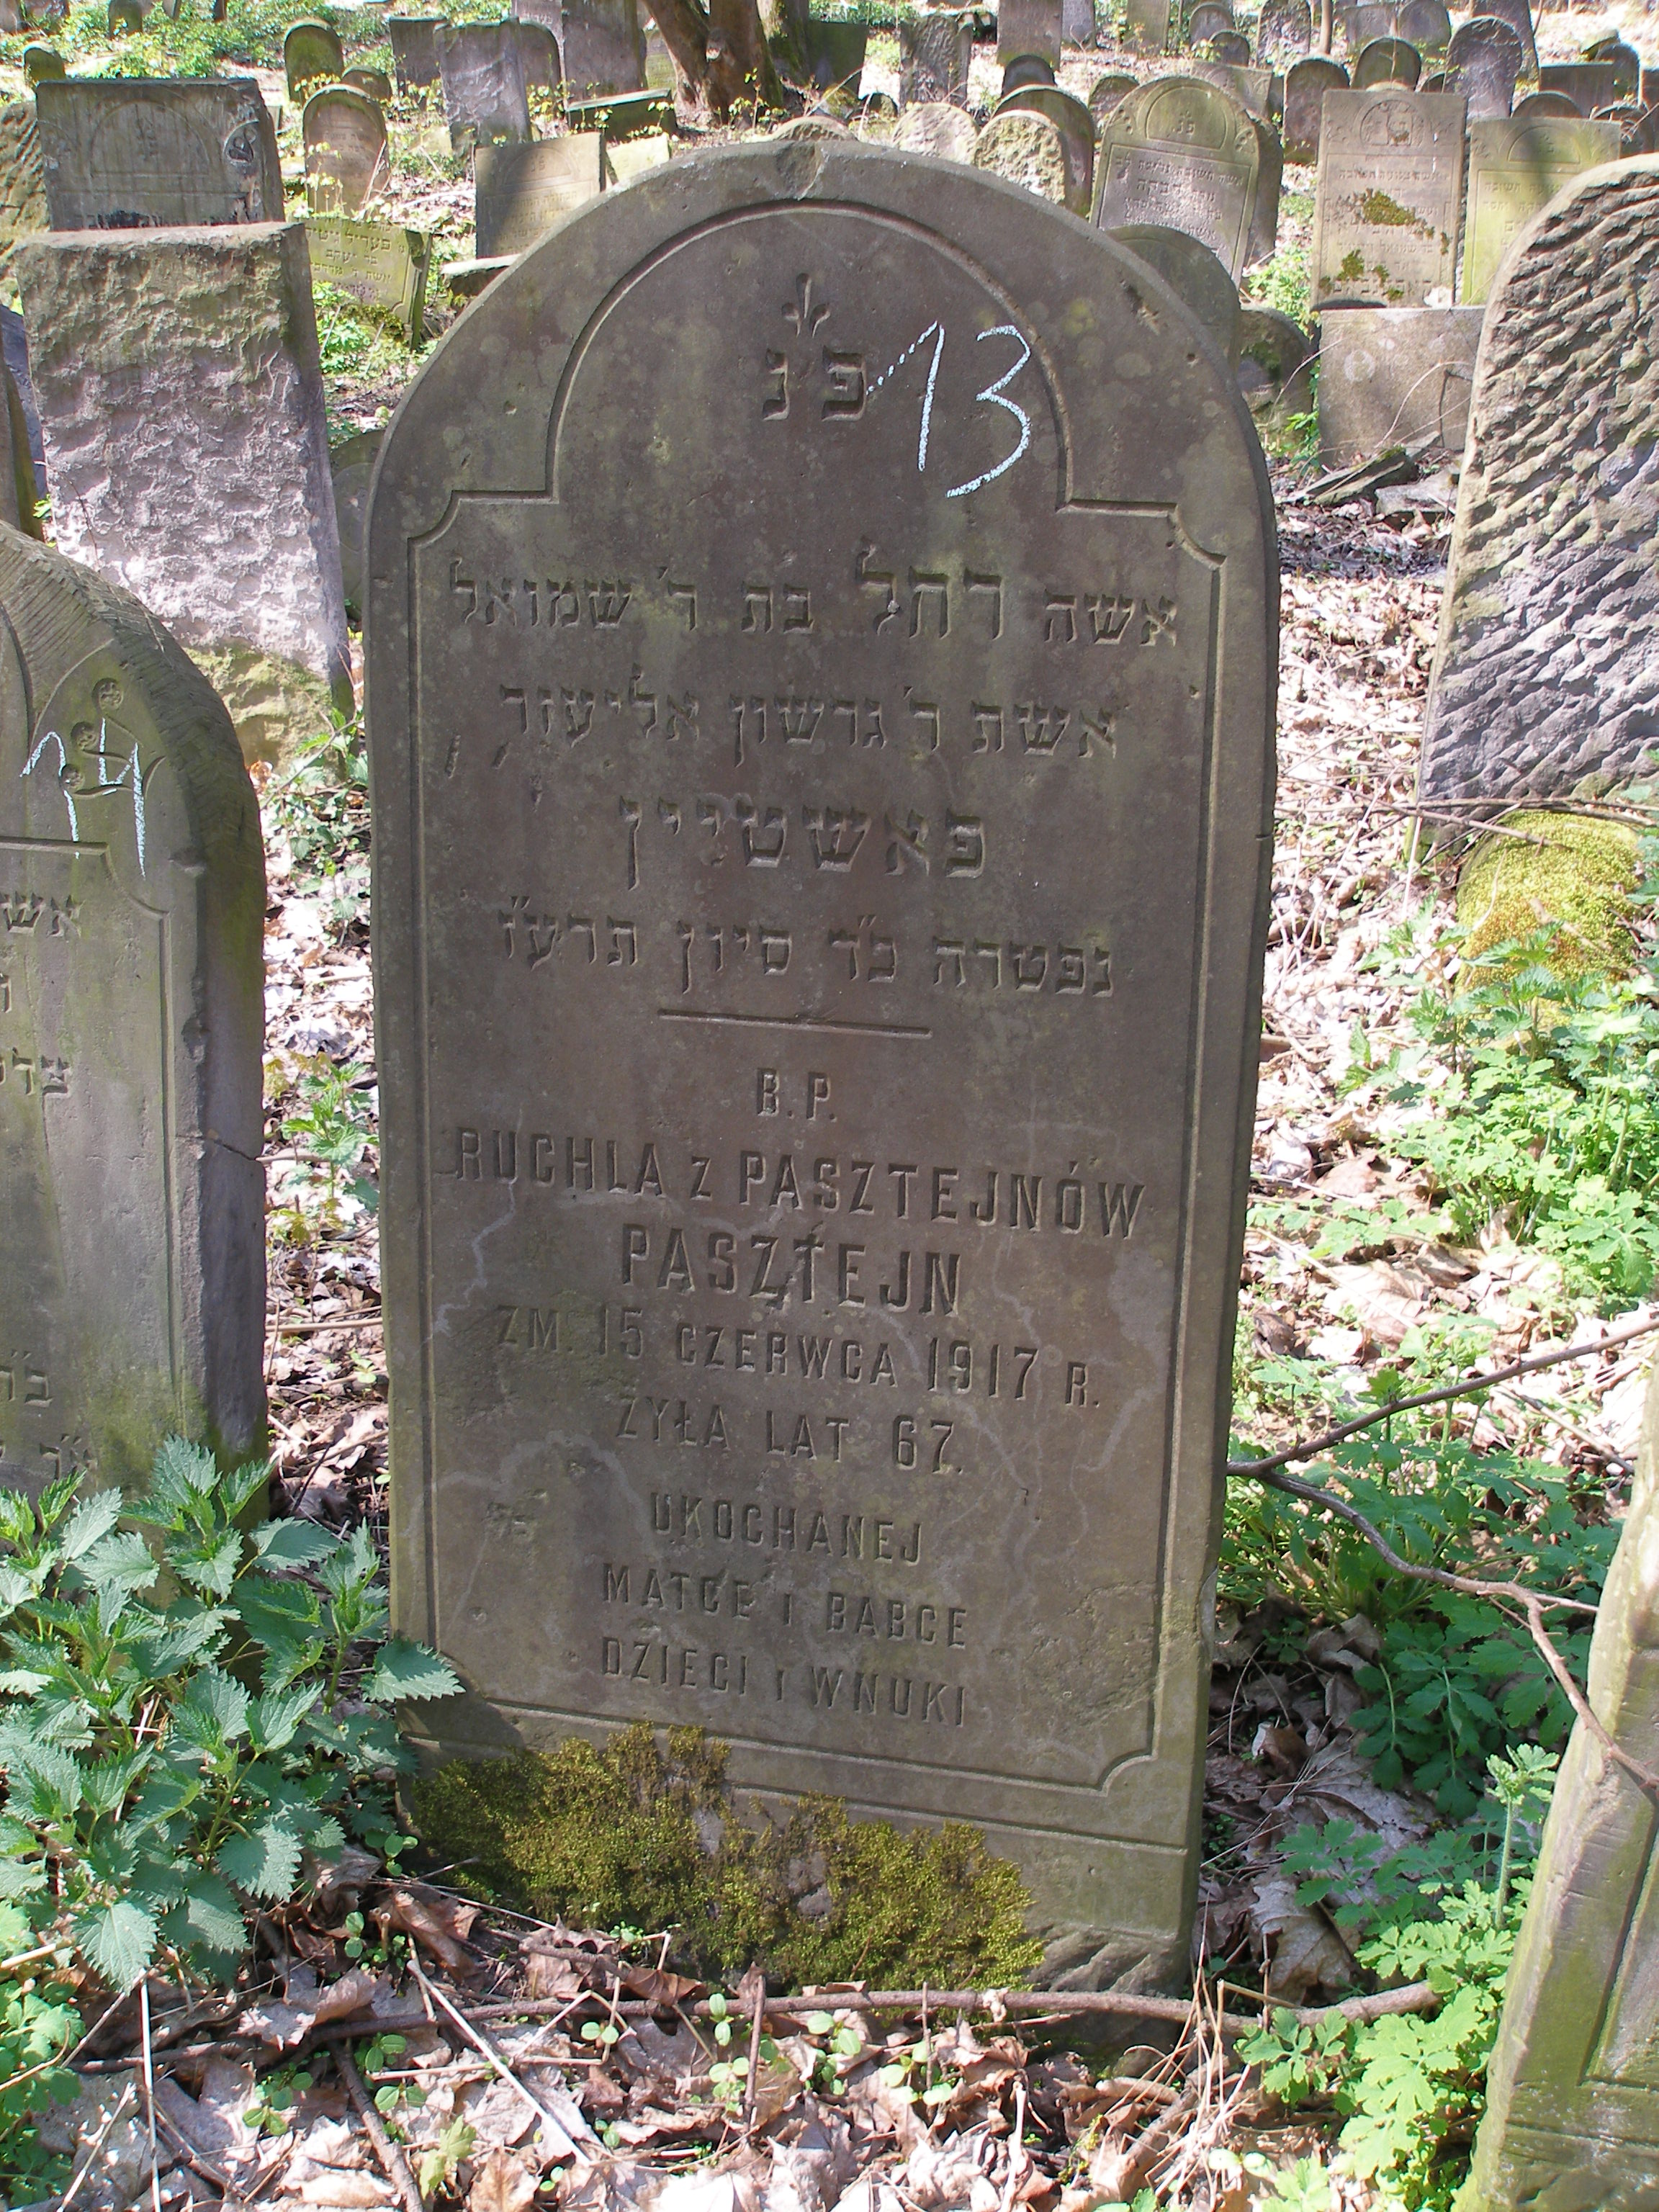 פ נ
13
אשה רחל בת ר' שמואל
אשת ר' גרשון אליעזר
פאשטיין
נפטרה כ״ד סיון תרע״ז
B. P.
RUCHLA z PASZTEJNÓW
PASZTEJN
ZM. 15 CZERWCA 1917 R.
ŻYŁA LAT 67.
UKOCHANEJ
MATCE I BABCE
DZIECI I WNUKI
14